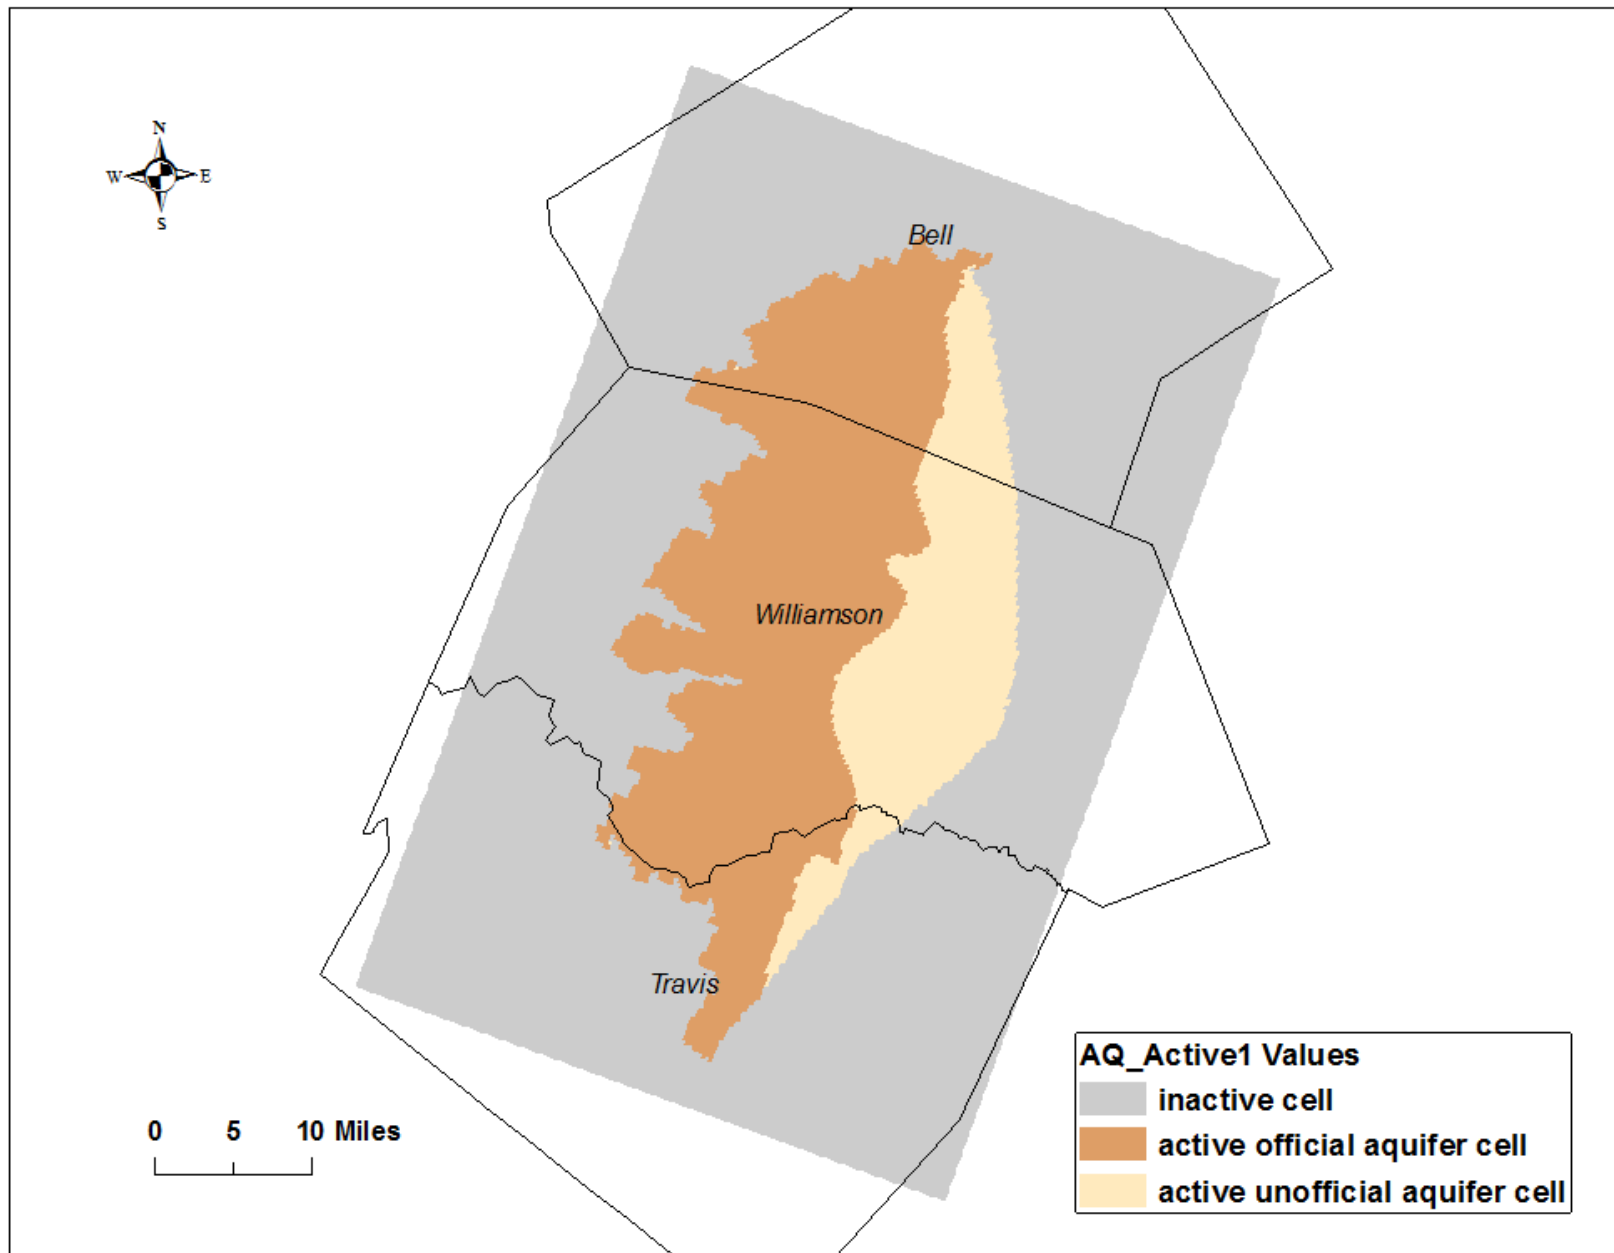 N
W E
S
Bell
Williamson
Travis
0 5 10 Miles
AQ_Active1 Values
inactive cell
active official aquifer cell
active unofficial aquifer cell